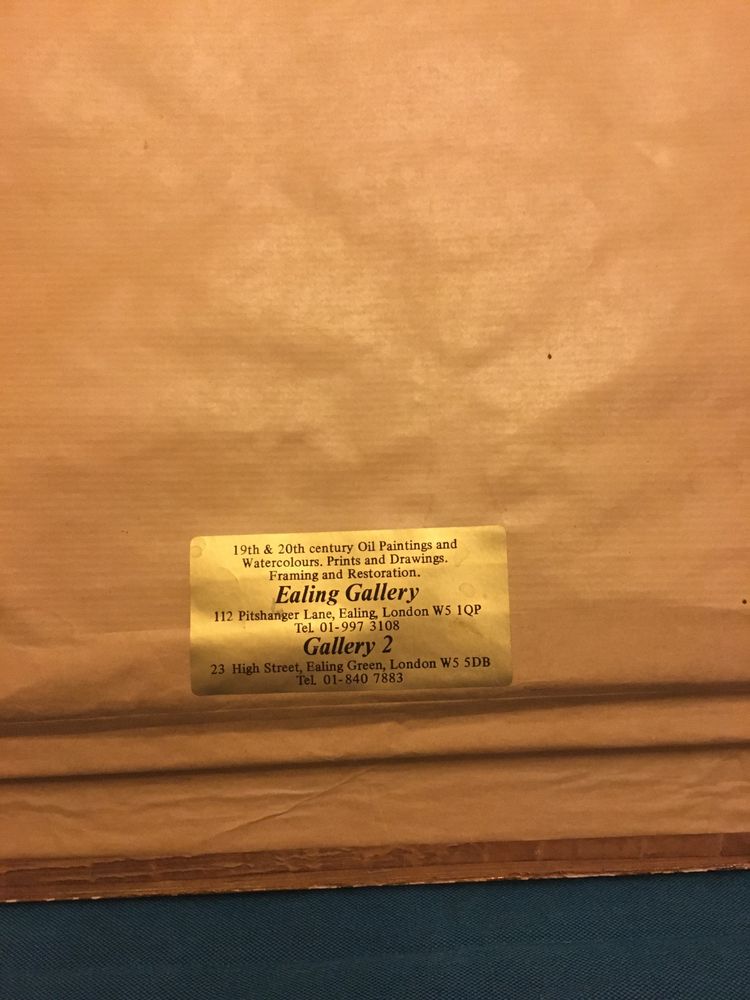 19th & 20th century Oil Paintings and
Watercolours. Prints and Drawings.
Framing and Restoration.
Ealing Gallery
112 Pitshanger Lane, Ealing, London W5 1QP
Tel. 01-997 3108
Gallery 2
23 High Street, Ealing Green, London W5 5DB
Tel. 01-840 7883